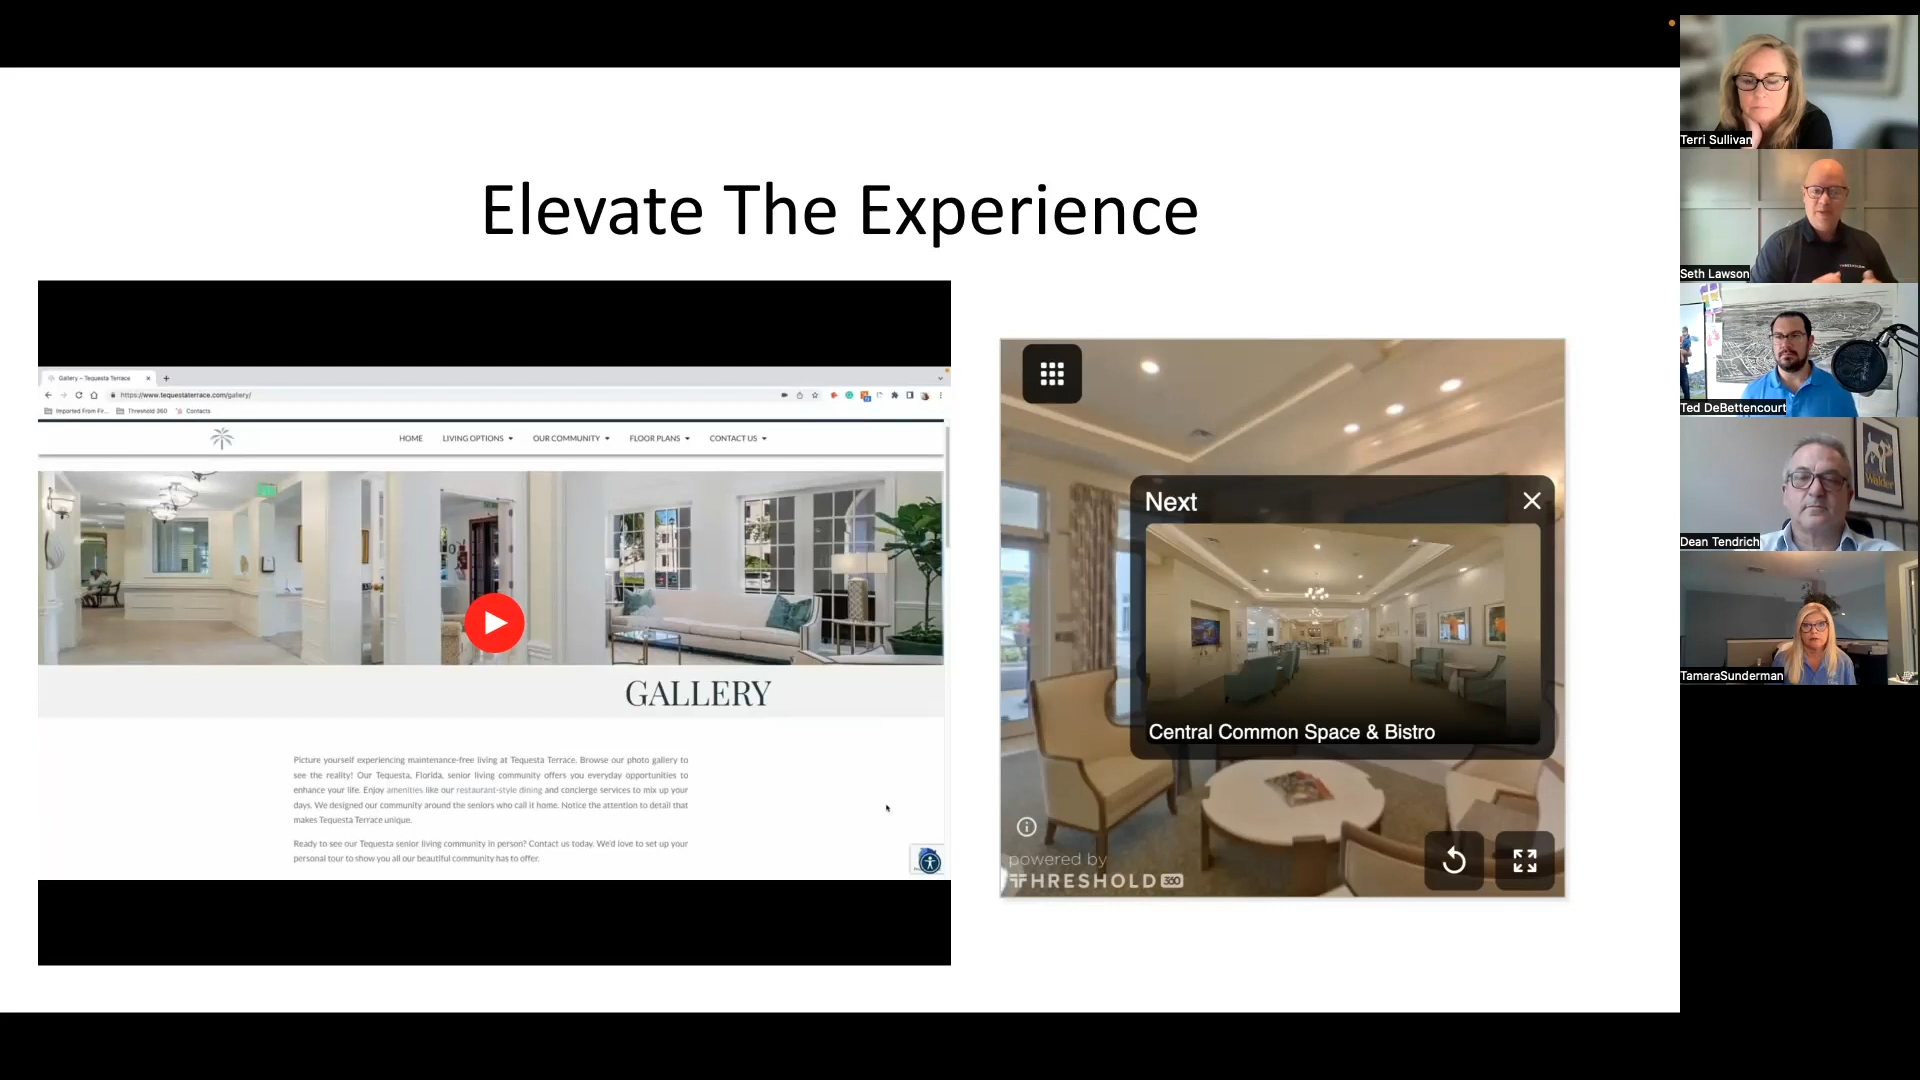 Elevate The Experience
Gallery – Tequesta Terrace
https://www.tequestaterrace.com/gallery/
Imported From Fir... Threshold 360 Contacts
HOME LIVING OPTIONS OUR COMMUNITY FLOOR PLANS CONTACT US
GALLERY
Picture yourself experiencing maintenance-free living at Tequesta Terrace. Browse our photo gallery to
see the reality! Our Tequesta, Florida, senior living community offers you everyday opportunities to
enhance your life. Enjoy amenities like our restaurant-style dining and concierge services to mix up your
days. We designed our community around the seniors who call it home. Notice the attention to detail that
makes Tequesta Terrace unique.
Ready to see our Tequesta senior living community in person? Contact us today. We'd love to set up your
personal tour to show you all our beautiful community has to offer.
Next
Central Common Space & Bistro
powered by
THRESHOLD 360
Terri Sullivan
Seth Lawson
Ted DeBettencourt
Dean Tendrich
Walder
TamaraSunderman